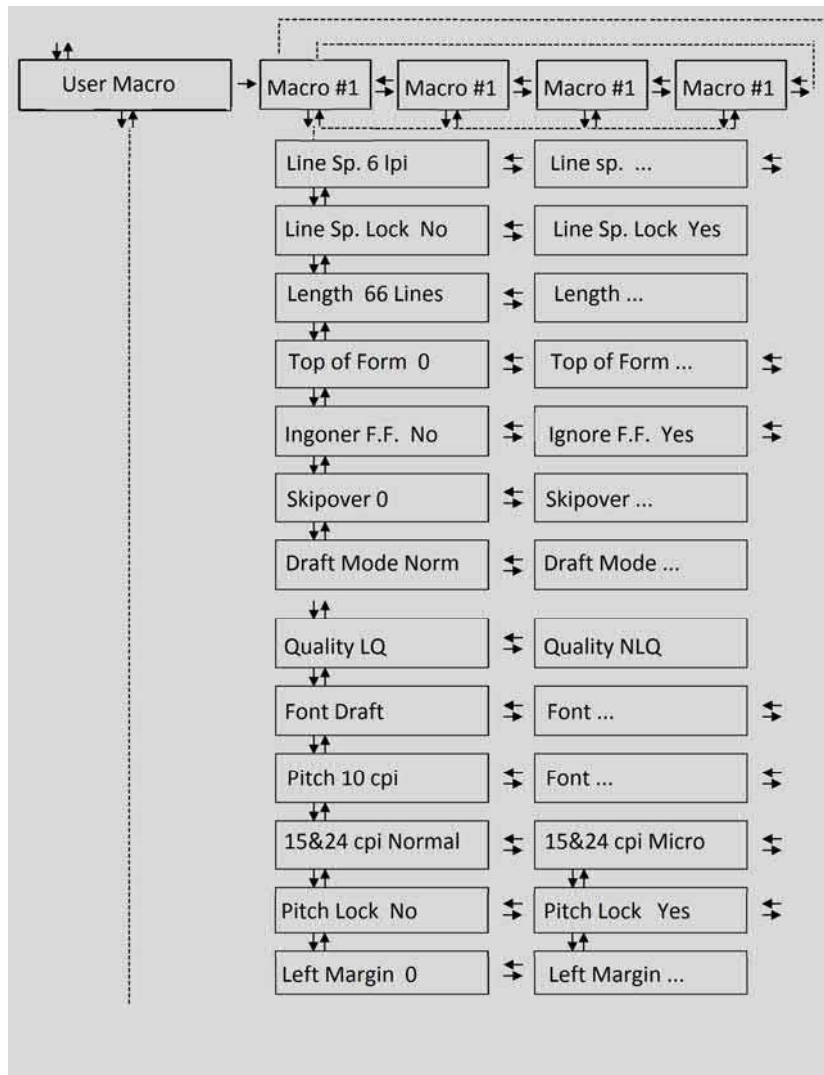 User Macro
Macro #1
Macro #1
Macro #1
Macro #1
Line Sp. 6 lpi
Line sp. ...
Line Sp. Lock No
Line Sp. Lock Yes
Length 66 Lines
Length ...
Top of Form 0
Top of Form ...
Ingoner F.F. No
Ignore F.F. Yes
Skipover 0
Skipover ...
Draft Mode Norm
Draft Mode ...
Quality LQ
Quality NLQ
Font Draft
Font ...
Pitch 10 cpi
Font ...
15&24 cpi Normal
15&24 cpi Micro
Pitch Lock No
Pitch Lock Yes
Left Margin 0
Left Margin ...